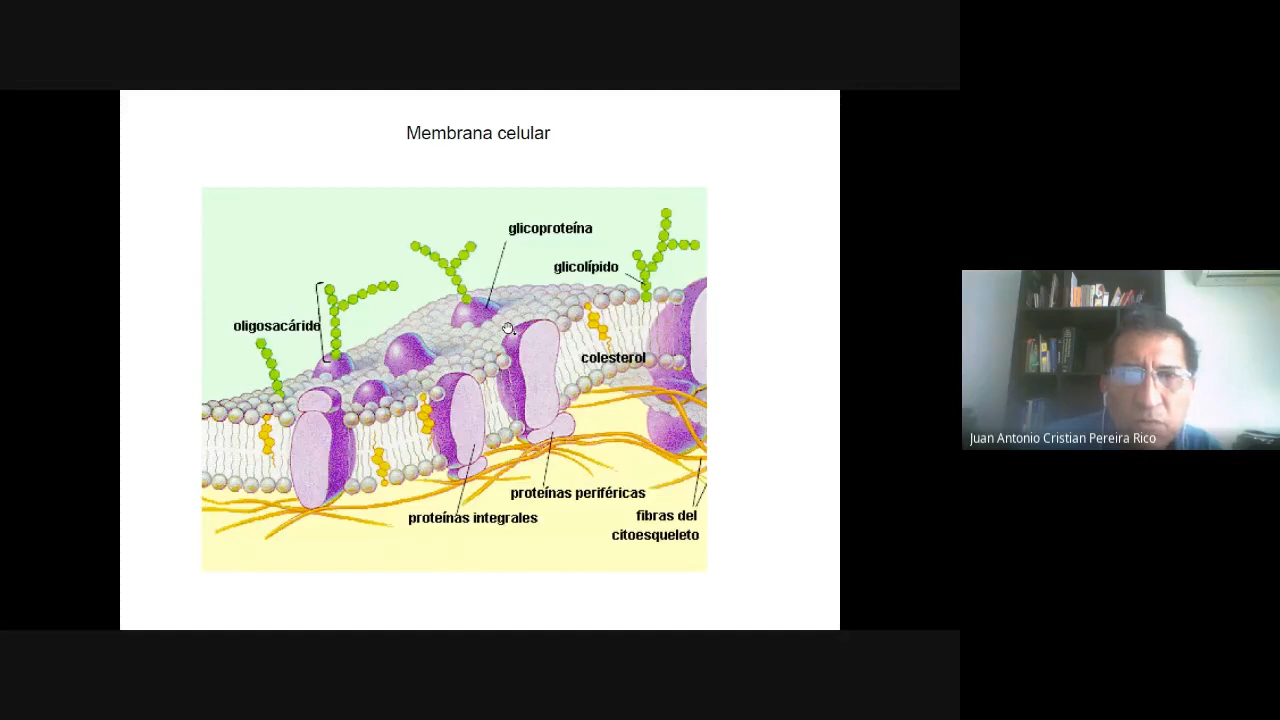 Membrana celular
glicoproteína
glicolípido
oligosacárido
colesterol
proteínas periféricas
proteínas integrales
fibras del
citoesqueleto
Juan Antonio Cristian Pereira Rico